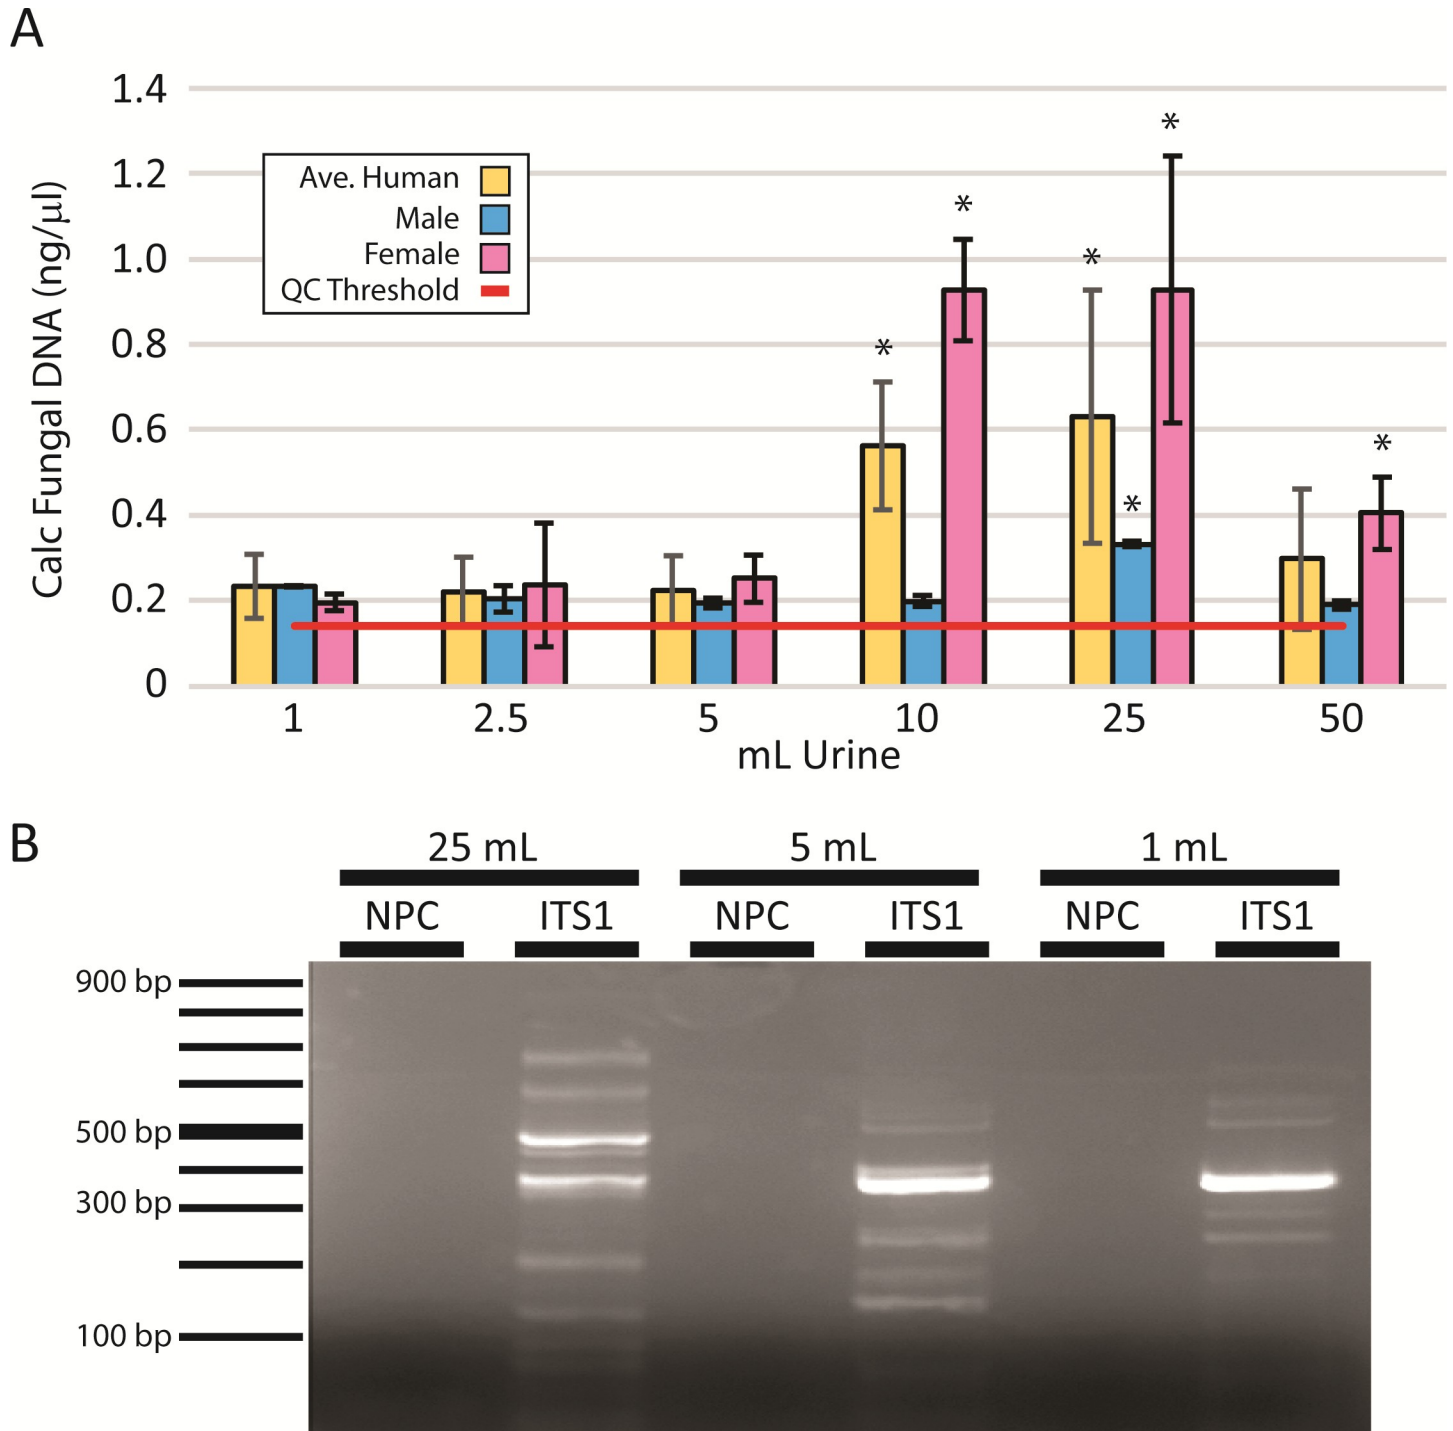 A
1.4
1.2
1.0
0.8
0.6
0.4
0.2
0
Calc Fungal DNA (ng/µl)
Ave. Human
Male
Female
QC Threshold
*
*
*
*
*
*
1 2.5 5 10 25 50
mL Urine
B
25 mL 5 mL 1 mL
NPC ITS1 NPC ITS1 NPC ITS1
900 bp
500 bp
300 bp
100 bp